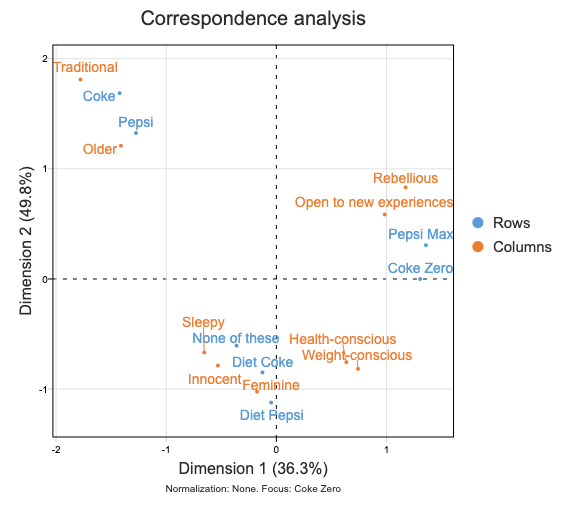 Correspondence analysis
2
Traditional
Coke
Pepsi
Older
1
Rebellious
Open to new experiences
Pepsi Max
Coke Zero
0
Sleepy
None of these
Health-conscious
Weight-conscious
Diet Coke
Innocent
Feminine
-1
Diet Pepsi
-2
-1
0
1
Dimension 2 (49.8%)
Dimension 1 (36.3%)
Normalization: None. Focus: Coke Zero
Rows
Columns